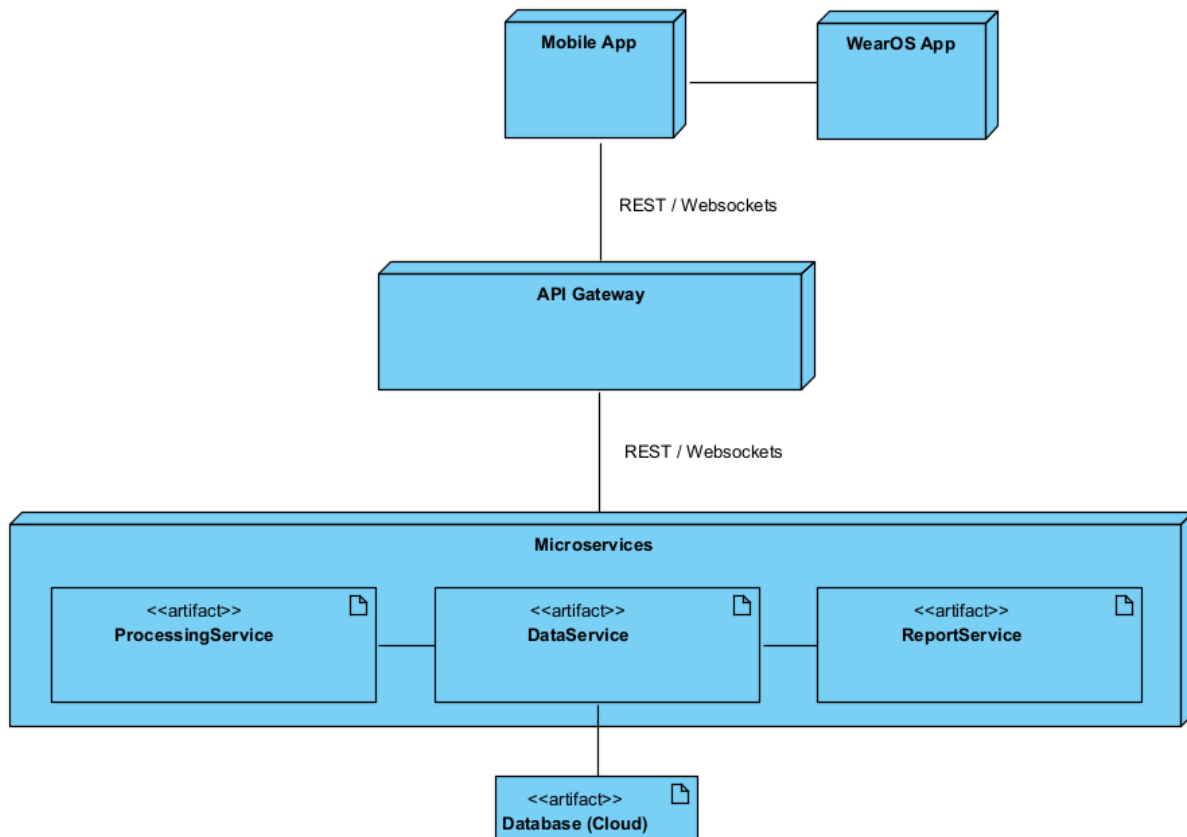 Mobile App
WearOS App
REST / Websockets
API Gateway
REST / Websockets
Microservices
<<artifact>>
ProcessingService
<<artifact>>
DataService
<<artifact>>
ReportService
<<artifact>>
Database (Cloud)